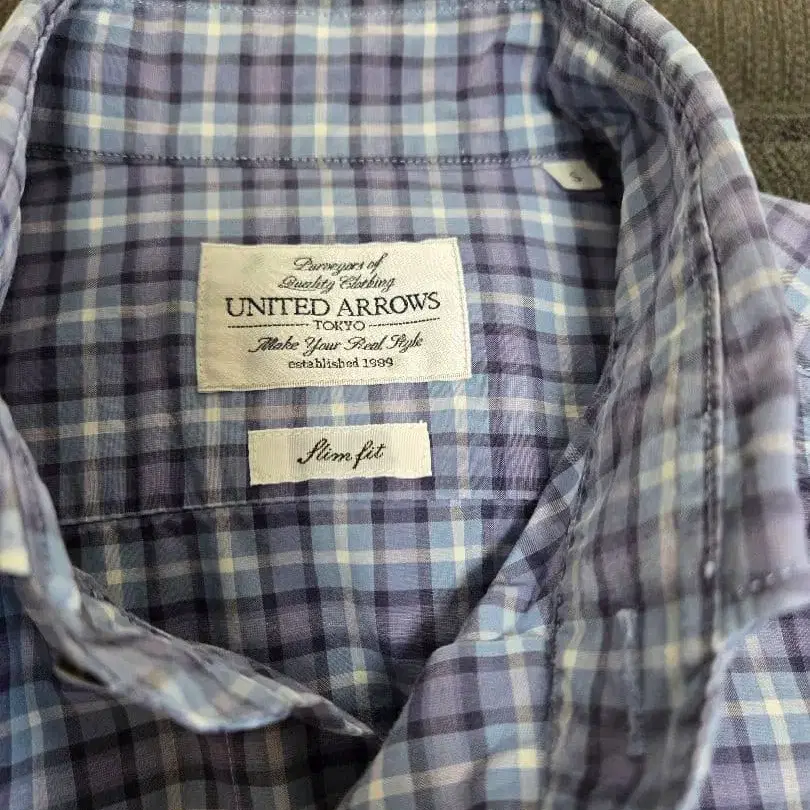 S
Purveyors of
Quality Clothing
UNITED ARROWS
TOKYO
Make Your Real Style
established 1989
Slim fit